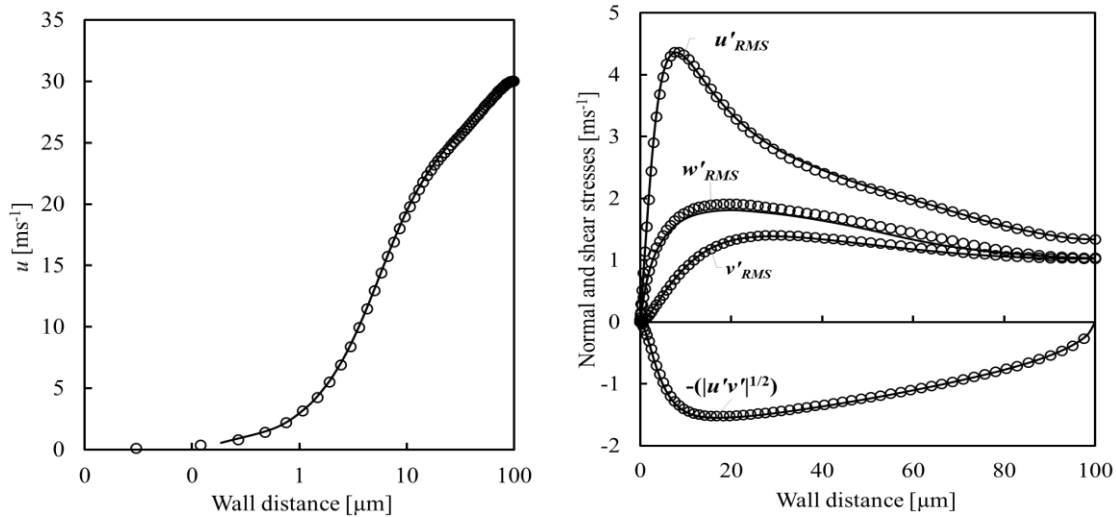 35
30
25
20
15
10
5
0
u [ms⁻¹]
0 0 1 10 100
Wall distance [µm]
5
4
3
2
1
0
-1
-2
Normal and shear stresses [ms⁻¹]
u'RMS
w'RMS
v'RMS
-(|u'v'|^1/2)
0 20 40 60 80 100
Wall distance [µm]